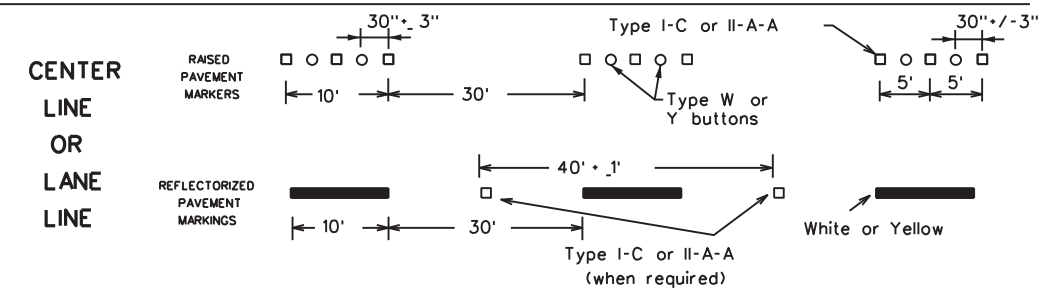 CENTER
LINE
OR
LANE
LINE
RAISED
PAVEMENT
MARKERS
30"+_ 3"
10'
30'
Type I-C or II-A-A
Type W or
Y buttons
30"+/-3"
5'
5'
REFLECTORIZED
PAVEMENT
MARKINGS
40' + _1'
10'
30'
Type I-C or II-A-A
(when required)
White or Yellow